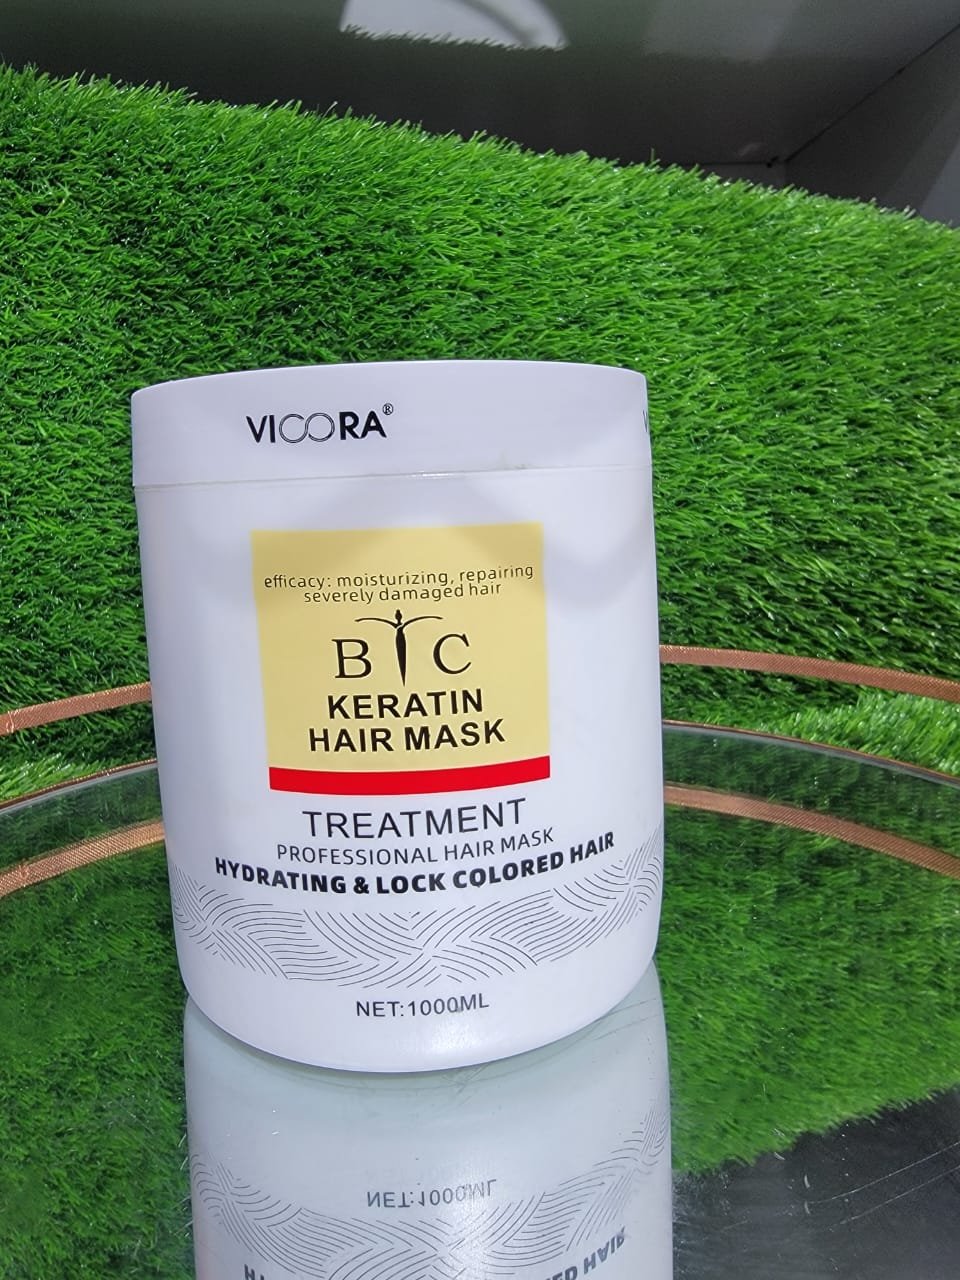 VICORA®
efficacy: moisturizing, repairing
severely damaged hair
B C
KERATIN
HAIR MASK
TREATMENT
PROFESSIONAL HAIR MASK
HYDRATING & LOCK COLORED HAIR
NET:1000ML